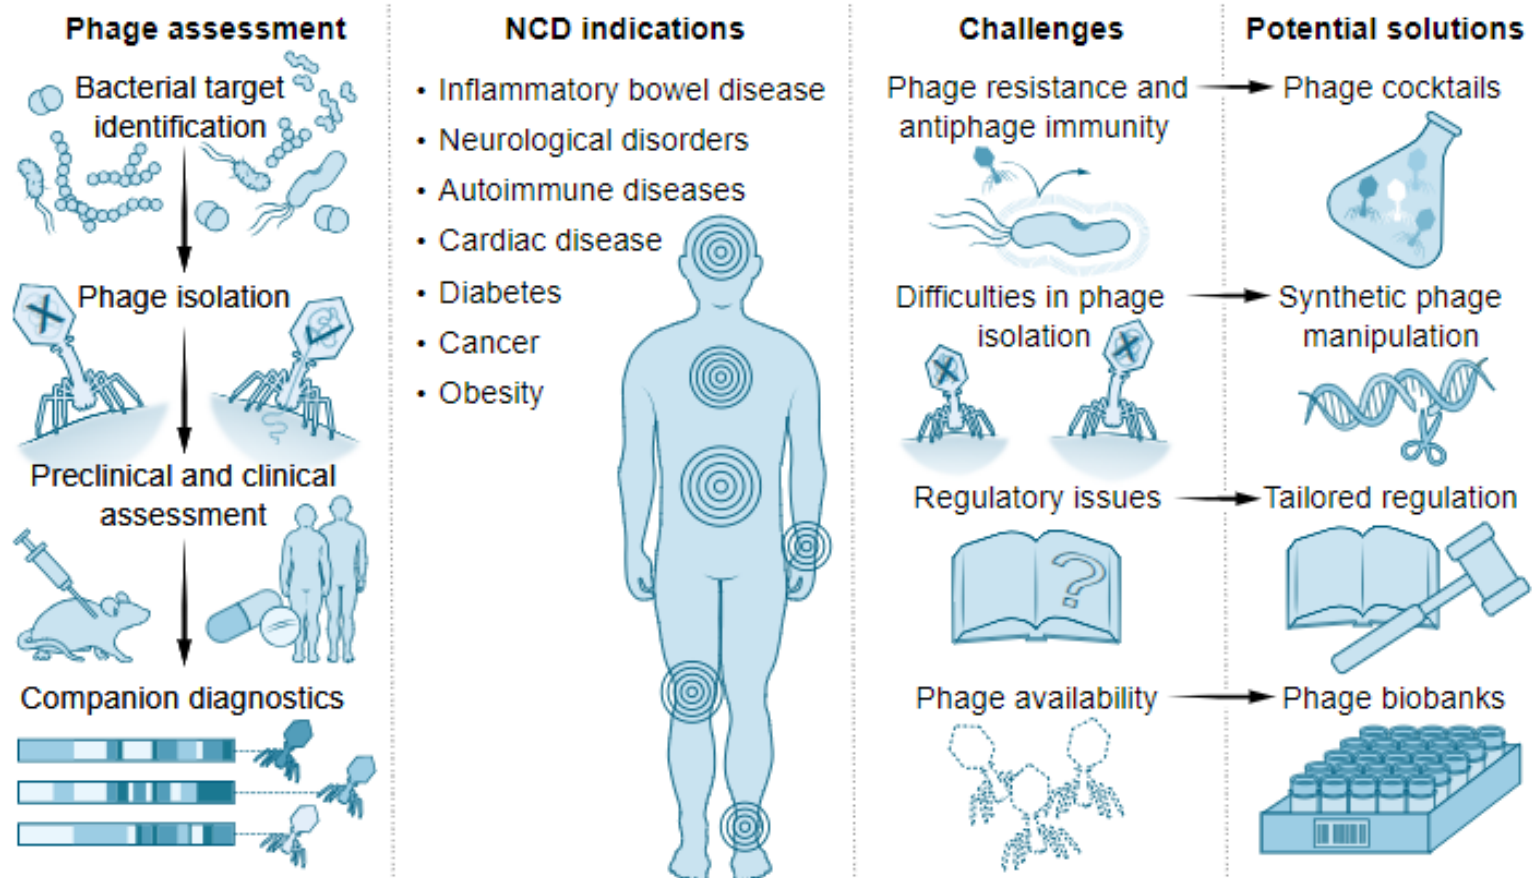 Phage assessment
Bacterial target
identification
Phage isolation
Preclinical and clinical
assessment
Companion diagnostics
NCD indications
• Inflammatory bowel disease
• Neurological disorders
• Autoimmune diseases
• Cardiac disease
• Diabetes
• Cancer
• Obesity
Challenges
Phage resistance and
antiphage immunity
Difficulties in phage
isolation
Regulatory issues
?
Phage availability
Potential solutions
Phage cocktails
Synthetic phage
manipulation
Tailored regulation
Phage biobanks